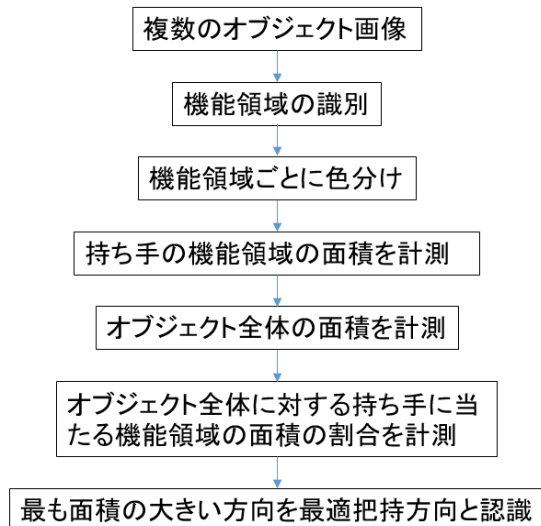 複数のオブジェクト画像
機能領域の識別
機能領域ごとに色分け
持ち手の機能領域の面積を計測
オブジェクト全体の面積を計測
オブジェクト全体に対する持ち手に当
たる機能領域の面積の割合を計測
最も面積の大きい方向を最適把持方向と認識